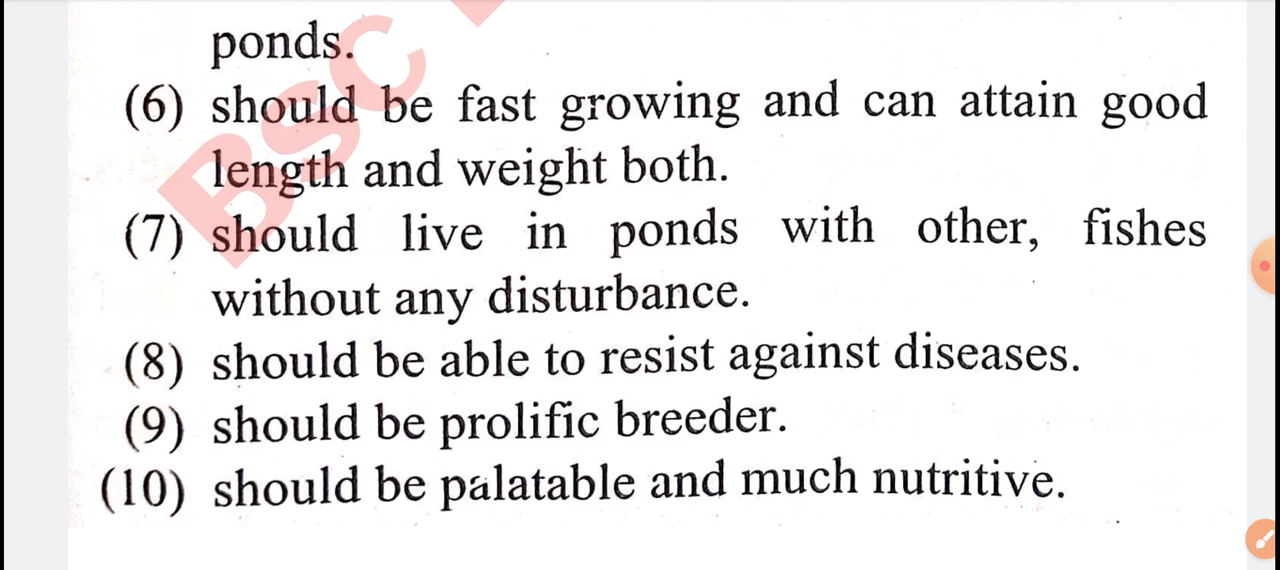 ponds.
(6) should be fast growing and can attain good
length and weight both.
(7) should live in ponds with other, fishes
without any disturbance.
(8) should be able to resist against diseases.
(9) should be prolific breeder.
(10) should be palatable and much nutritive.
BSC